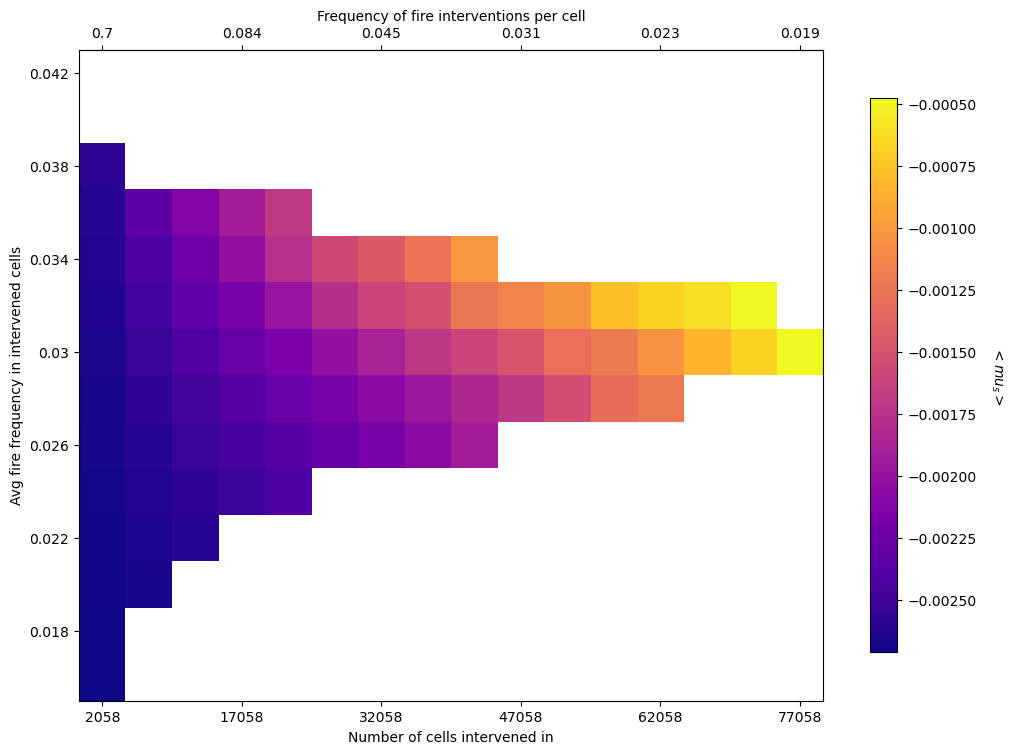 Frequency of fire interventions per cell
0.7 0.084 0.045 0.031 0.023 0.019
0.042
0.038
0.034
0.03
0.026
0.022
0.018
Avg fire frequency in intervened cells
2058 17058 32058 47058 62058 77058
Number of cells intervened in
−0.00050
−0.00075
−0.00100
−0.00125
−0.00150
−0.00175
−0.00200
−0.00225
−0.00250
< mu_s >